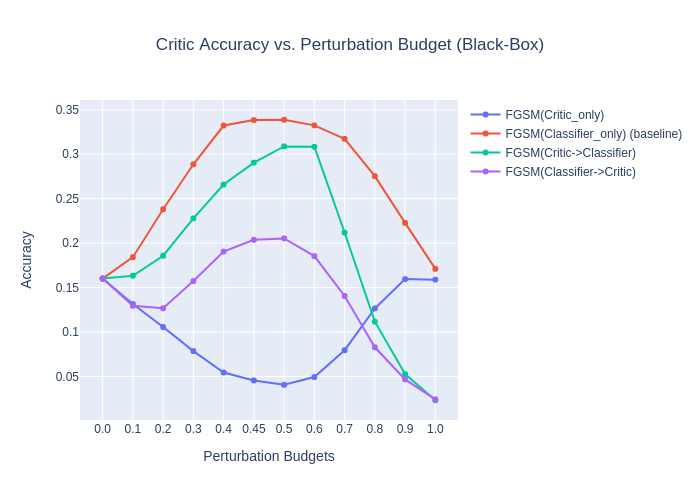 Critic Accuracy vs. Perturbation Budget (Black-Box)
FGSM(Critic_only)
FGSM(Classifier_only) (baseline)
FGSM(Critic->Classifier)
FGSM(Classifier->Critic)
Accuracy
0.35
0.3
0.25
0.2
0.15
0.1
0.05
0.0 0.1 0.2 0.3 0.4 0.45 0.5 0.6 0.7 0.8 0.9 1.0
Perturbation Budgets